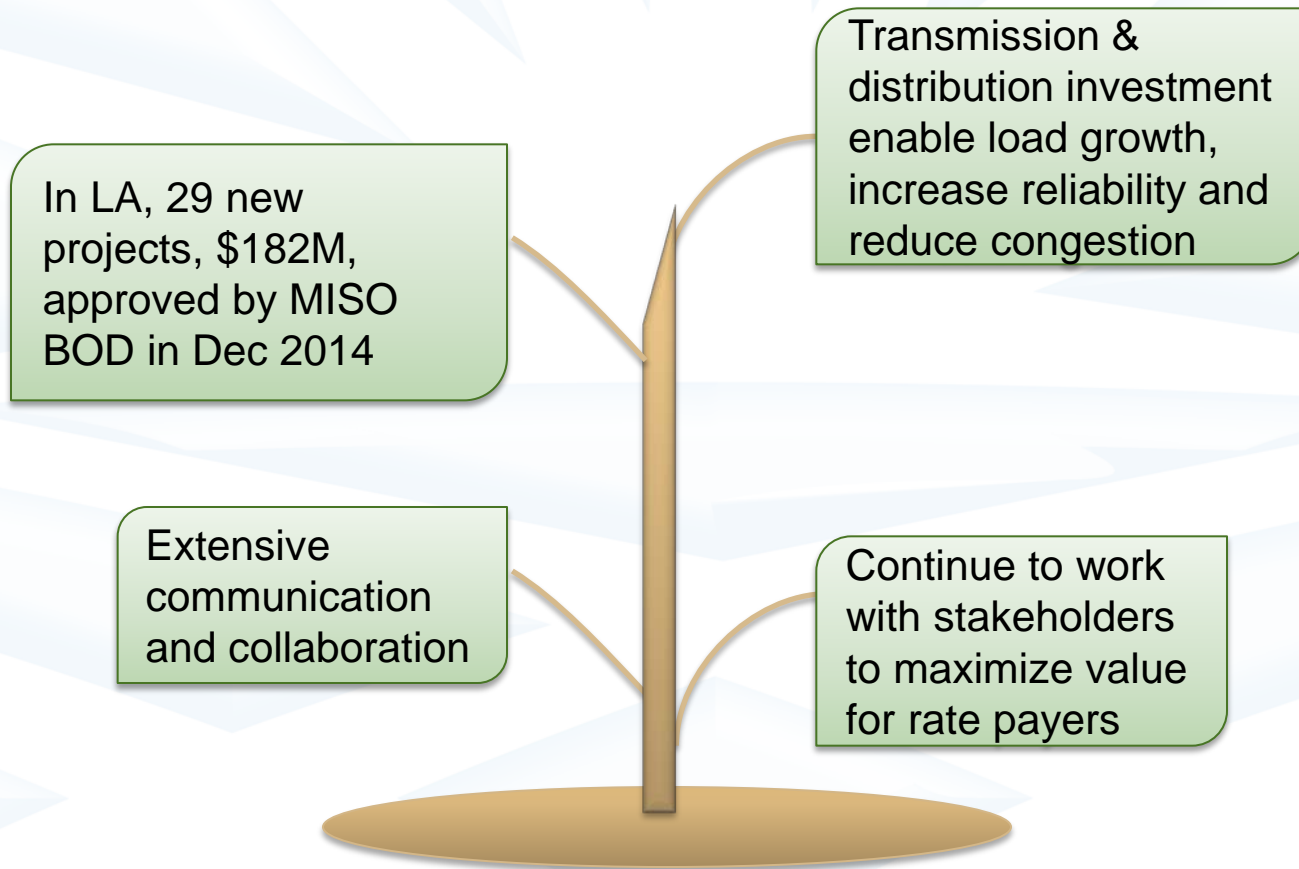 In LA, 29 new
projects, $182M,
approved by MISO
BOD in Dec 2014
Transmission &
distribution investment
enable load growth,
increase reliability and
reduce congestion
Extensive
communication
and collaboration
Continue to work
with stakeholders
to maximize value
for rate payers